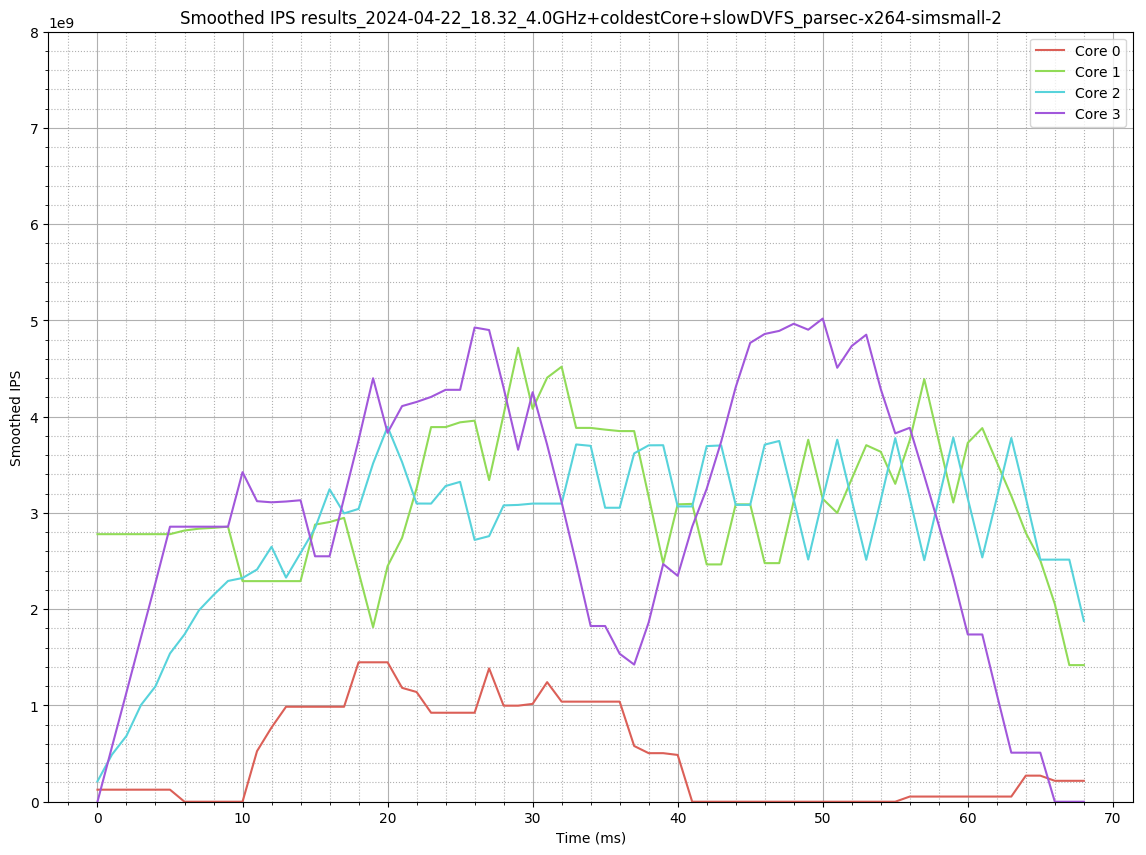 Smoothed IPS results_2024-04-22_18.32_4.0GHz+coldestCore+slowDVFS_parsec-x264-simsmall-2
1e9
8
7
6
5
4
3
2
1
0
Smoothed IPS
Core 0
Core 1
Core 2
Core 3
0 10 20 30 40 50 60 70
Time (ms)